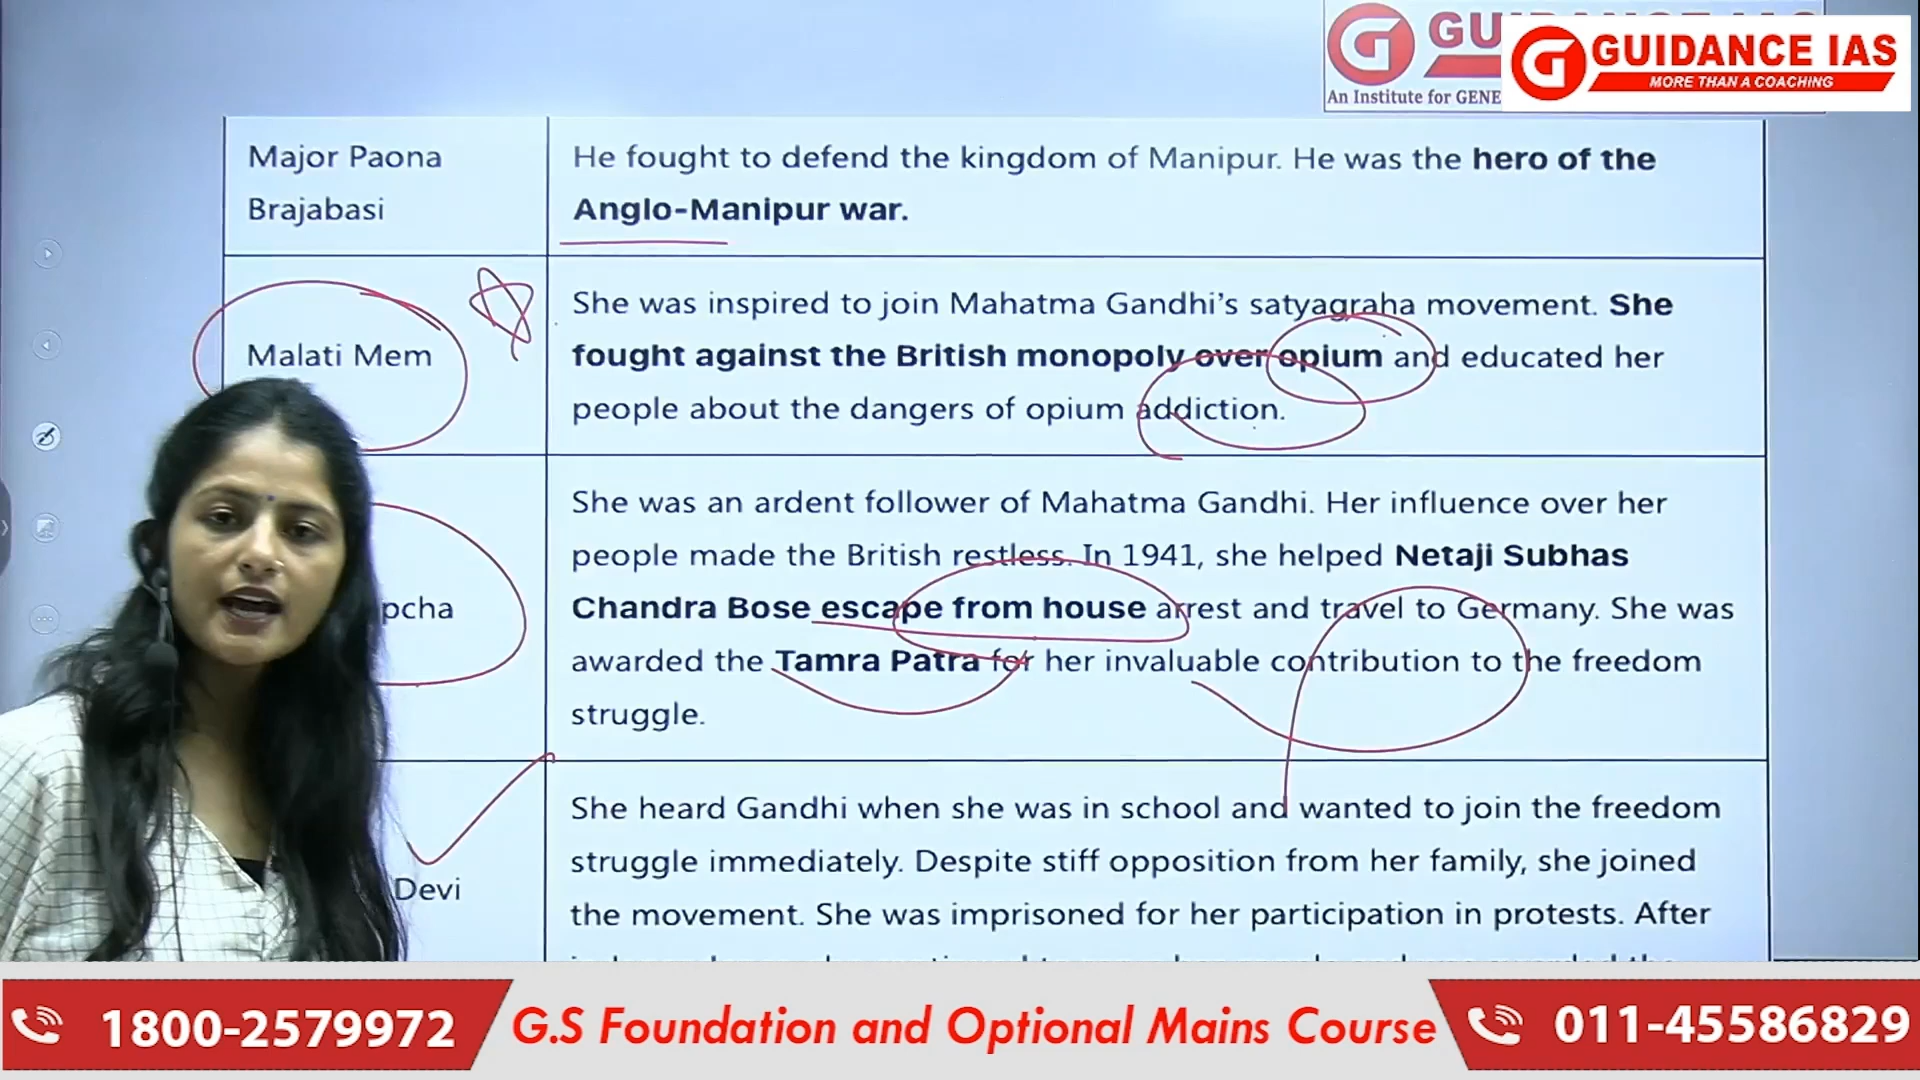 GUIDANCE IAS
MORE THAN A COACHING
An Institute for GENE
Major Paona
Brajabasi
He fought to defend the kingdom of Manipur. He was the hero of the
Anglo-Manipur war.
Malati Mem
She was inspired to join Mahatma Gandhi's satyagraha movement. She
fought against the British monopoly over opium and educated her
people about the dangers of opium addiction.
pcha
She was an ardent follower of Mahatma Gandhi. Her influence over her
people made the British restless. In 1941, she helped Netaji Subhas
Chandra Bose escape from house arrest and travel to Germany. She was
awarded the Tamra Patra for her invaluable contribution to the freedom
struggle.
Devi
She heard Gandhi when she was in school and wanted to join the freedom
struggle immediately. Despite stiff opposition from her family, she joined
the movement. She was imprisoned for her participation in protests. After
1800-2579972
G.S Foundation and Optional Mains Course
011-45586829